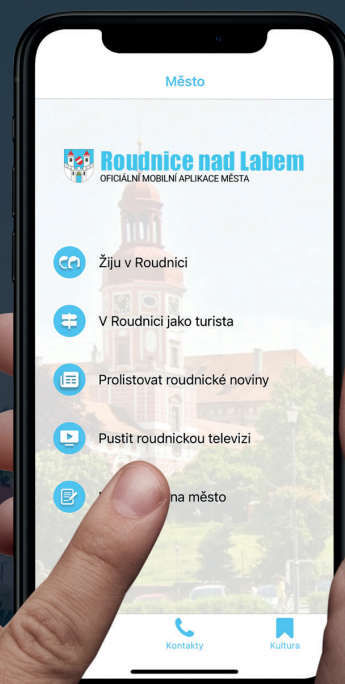 Město
Roudnice nad Labem
OFICIÁLNÍ MOBILNÍ APLIKACE MĚSTA
Žiju v Roudnici
V Roudnici jako turista
Prolistovat roudnické noviny
Pustit roudnickou televizi
na město
Kontakty
Kultura